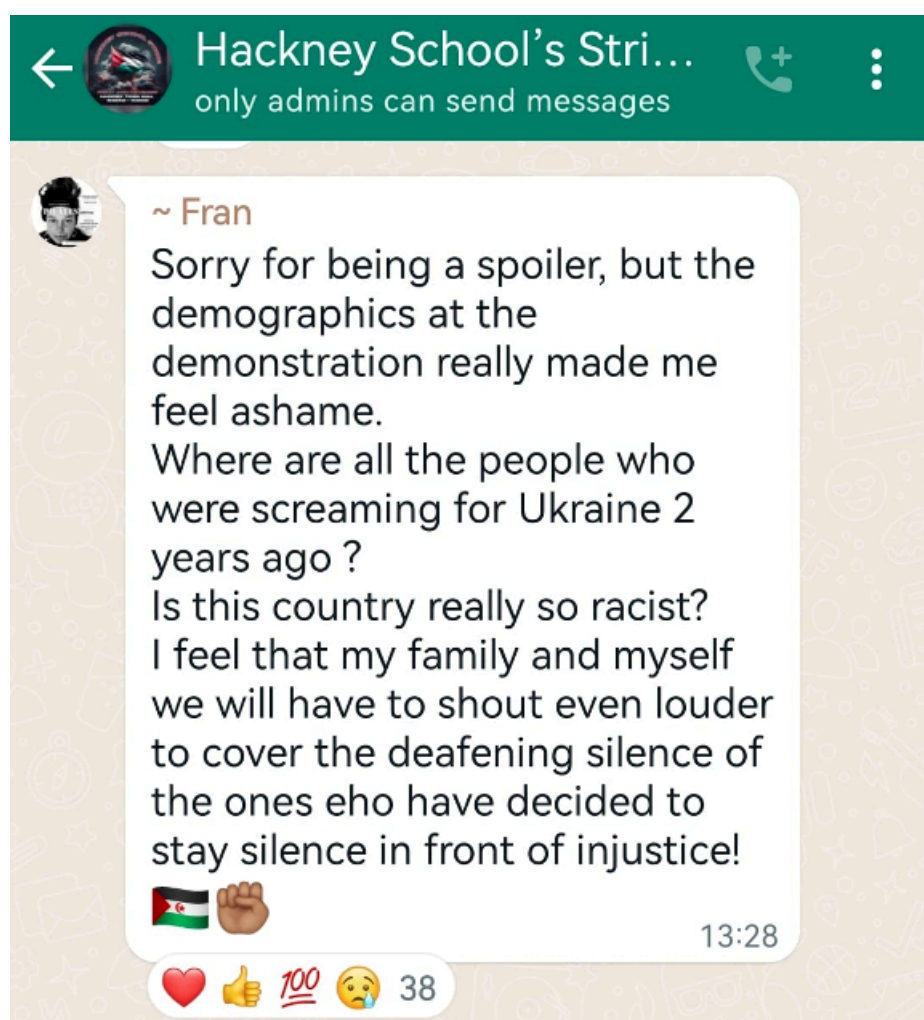 Hackney School’s Stri...
only admins can send messages
~ Fran
Sorry for being a spoiler, but the
demographics at the
demonstration really made me
feel ashame.
Where are all the people who
were screaming for Ukraine 2
years ago ?
Is this country really so racist?
I feel that my family and myself
we will have to shout even louder
to cover the deafening silence of
the ones eho have decided to
stay silence in front of injustice!
🇪🇭✊🏽
13:28
❤️👍💯😢 38